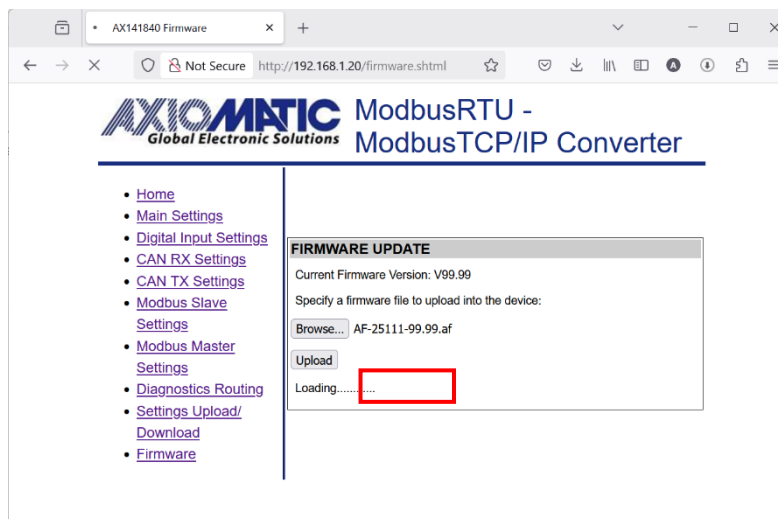 AX141840 Firmware
Not Secure http://192.168.1.20/firmware.shtml
AXIOMATIC
Global Electronic Solutions
ModbusRTU -
ModbusTCP/IP Converter
Home
Main Settings
Digital Input Settings
CAN RX Settings
CAN TX Settings
Modbus Slave
Settings
Modbus Master
Settings
Diagnostics Routing
Settings Upload/
Download
Firmware
FIRMWARE UPDATE
Current Firmware Version: V99.99
Specify a firmware file to upload into the device:
Browse... AF-25111-99.99.af
Upload
Loading............